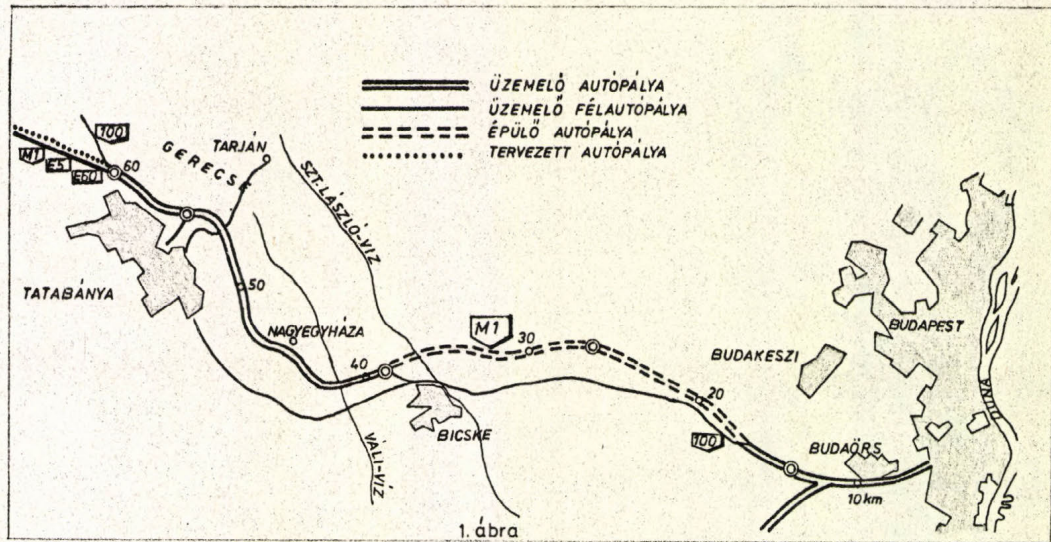 ÜZEMELŐ AUTÓPÁLYA
ÜZEMELŐ FÉLAUTÓPÁLYA
ÉPÜLŐ AUTÓPÁLYA
TERVEZETT AUTÓPÁLYA
100
M1
E5
E60
60
GERECSE
TARJÁN
SZT.LÁSZLÓ-VÍZ
TATABÁNYA
50
NAGYEGYHÁZA
40
M1
30
BUDAKESZI
BUDAPEST
DUNA
20
100
BICSKE
VÁLI-VÍZ
BUDAÖRS
10 km
1. ábra